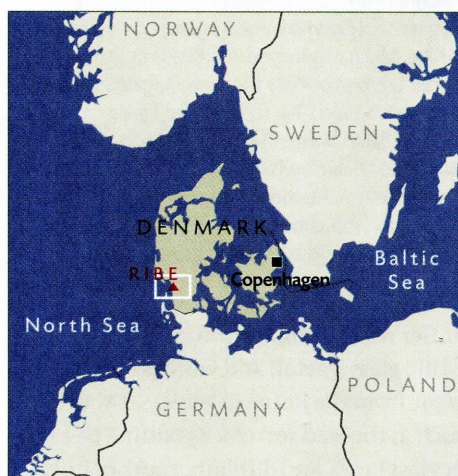 NORWAY
SWEDEN
DENMARK
RIBE
Copenhagen
Baltic
Sea
North Sea
POLAND
GERMANY